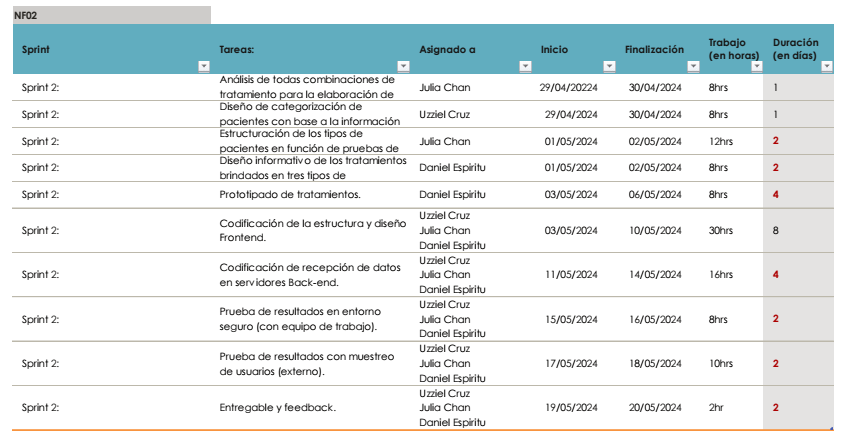 NF02
Sprint Tareas: Asignado a Inicio Finalización Trabajo (en horas) Duración (en días)
Sprint 2: Análisis de todas combinaciones de tratamiento para la elaboración de Julia Chan 29/04/20224 30/04/2024 8hrs 1
Sprint 2: Diseño de categorización de pacientes con base a la información Uzziel Cruz 29/04/2024 30/04/2024 8hrs 1
Sprint 2: Estructuración de los tipos de pacientes en función de pruebas de Julia Chan 01/05/2024 02/05/2024 12hrs 2
Sprint 2: Diseño informativo de los tratamientos brindados en tres tipos de Daniel Espiritu 01/05/2024 02/05/2024 8hrs 2
Sprint 2: Prototipado de tratamientos. Daniel Espiritu 03/05/2024 06/05/2024 8hrs 4
Sprint 2: Codificación de la estructura y diseño Frontend. Uzziel Cruz Julia Chan Daniel Espiritu 03/05/2024 10/05/2024 30hrs 8
Sprint 2: Codificación de recepción de datos en servidores Back-end. Uzziel Cruz Julia Chan Daniel Espiritu 11/05/2024 14/05/2024 16hrs 4
Sprint 2: Prueba de resultados en entorno seguro (con equipo de trabajo). Uzziel Cruz Julia Chan Daniel Espiritu 15/05/2024 16/05/2024 8hrs 2
Sprint 2: Prueba de resultados con muestreo de usuarios (externo). Uzziel Cruz Julia Chan Daniel Espiritu 17/05/2024 18/05/2024 10hrs 2
Sprint 2: Entregable y feedback. Uzziel Cruz Julia Chan Daniel Espiritu 19/05/2024 20/05/2024 2hr 2